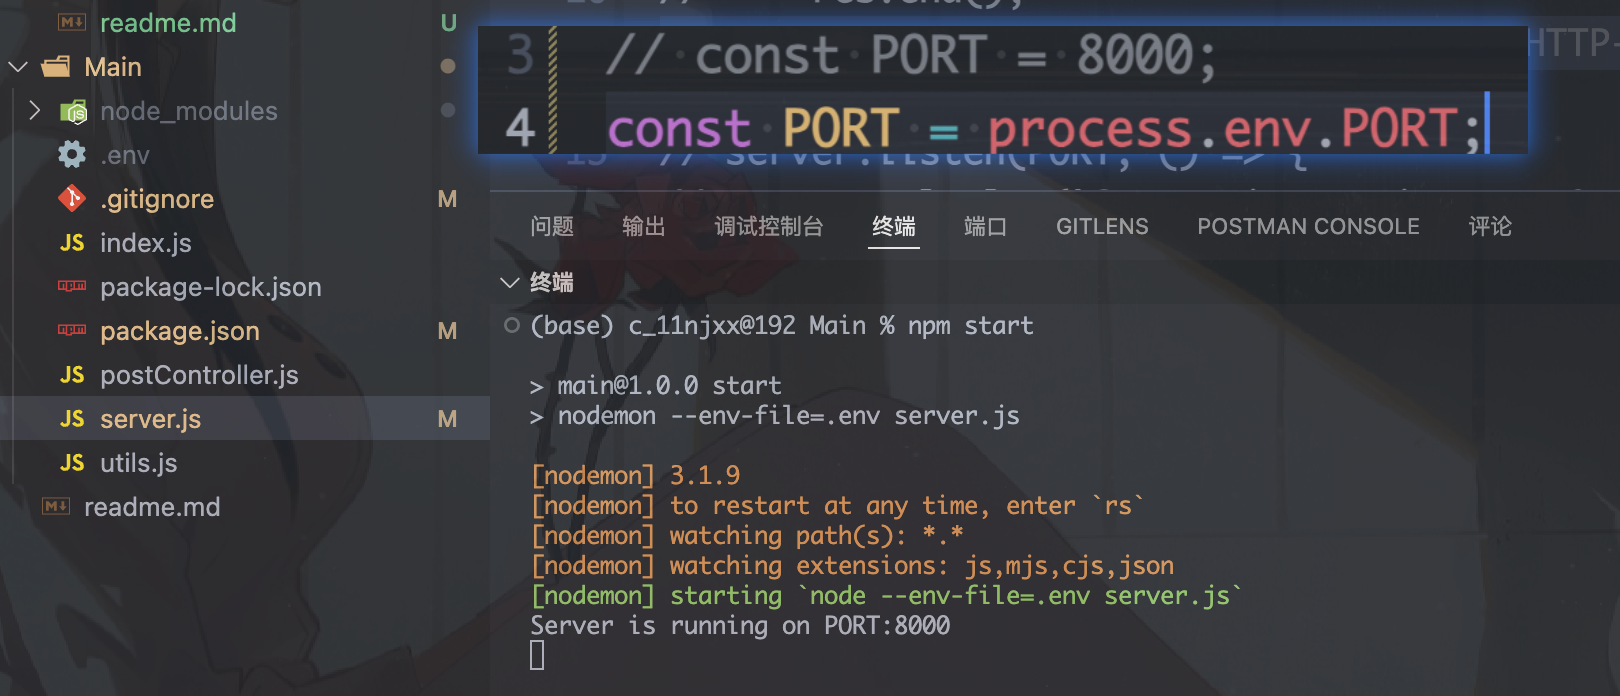 readme.md U
Main
node_modules
.env
.gitignore M
JS index.js
package-lock.json
package.json M
JS postController.js
JS server.js M
JS utils.js
readme.md
3 // const PORT = 8000;
4 const PORT = process.env.PORT;
HTTP-
// server.listen(PORT, () => {
问题 输出 调试控制台 终端 端口 GITLENS POSTMAN CONSOLE 评论
终端
(base) c_11njxx@192 Main % npm start
> main@1.0.0 start
> nodemon --env-file=.env server.js
[nodemon] 3.1.9
[nodemon] to restart at any time, enter `rs`
[nodemon] watching path(s): *.*
[nodemon] watching extensions: js,mjs,cjs,json
[nodemon] starting `node --env-file=.env server.js`
Server is running on PORT:8000